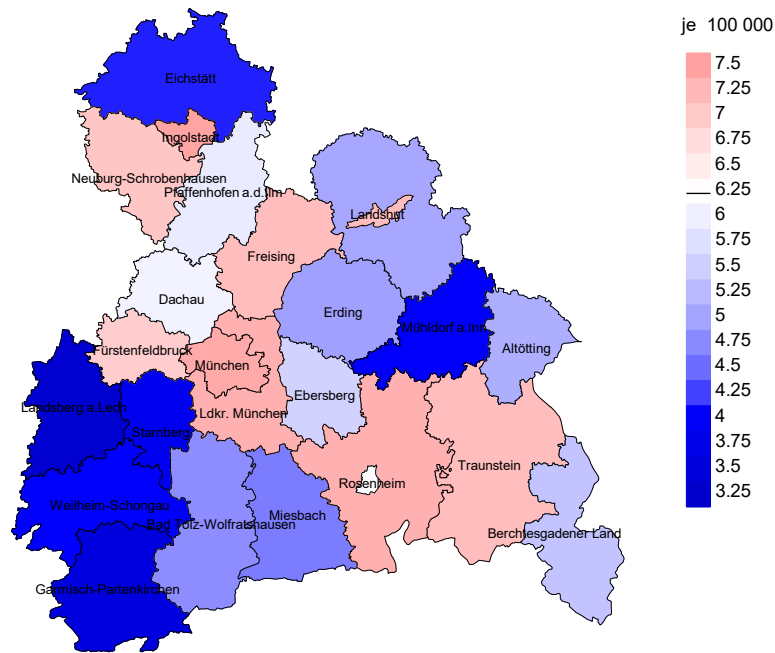 je 100 000
7.5
7.25
7
6.75
6.5
6.25
6
5.75
5.5
5.25
5
4.75
4.5
4.25
4
3.75
3.5
3.25
Eichstätt
Ingolstadt
Neuburg-Schrobenhausen
Pfaffenhofen a.d.Ilm
Landshut
Freising
Dachau
Erding
Mühldorf a.Inn
Altötting
Fürstenfeldbruck
München
Ebersberg
Landsberg a.Lech
Ldkr. München
Starnberg
Traunstein
Rosenheim
Weilheim-Schongau
Miesbach
Bad Tölz-Wolfratshausen
Berchtesgadener Land
Garmisch-Partenkirchen